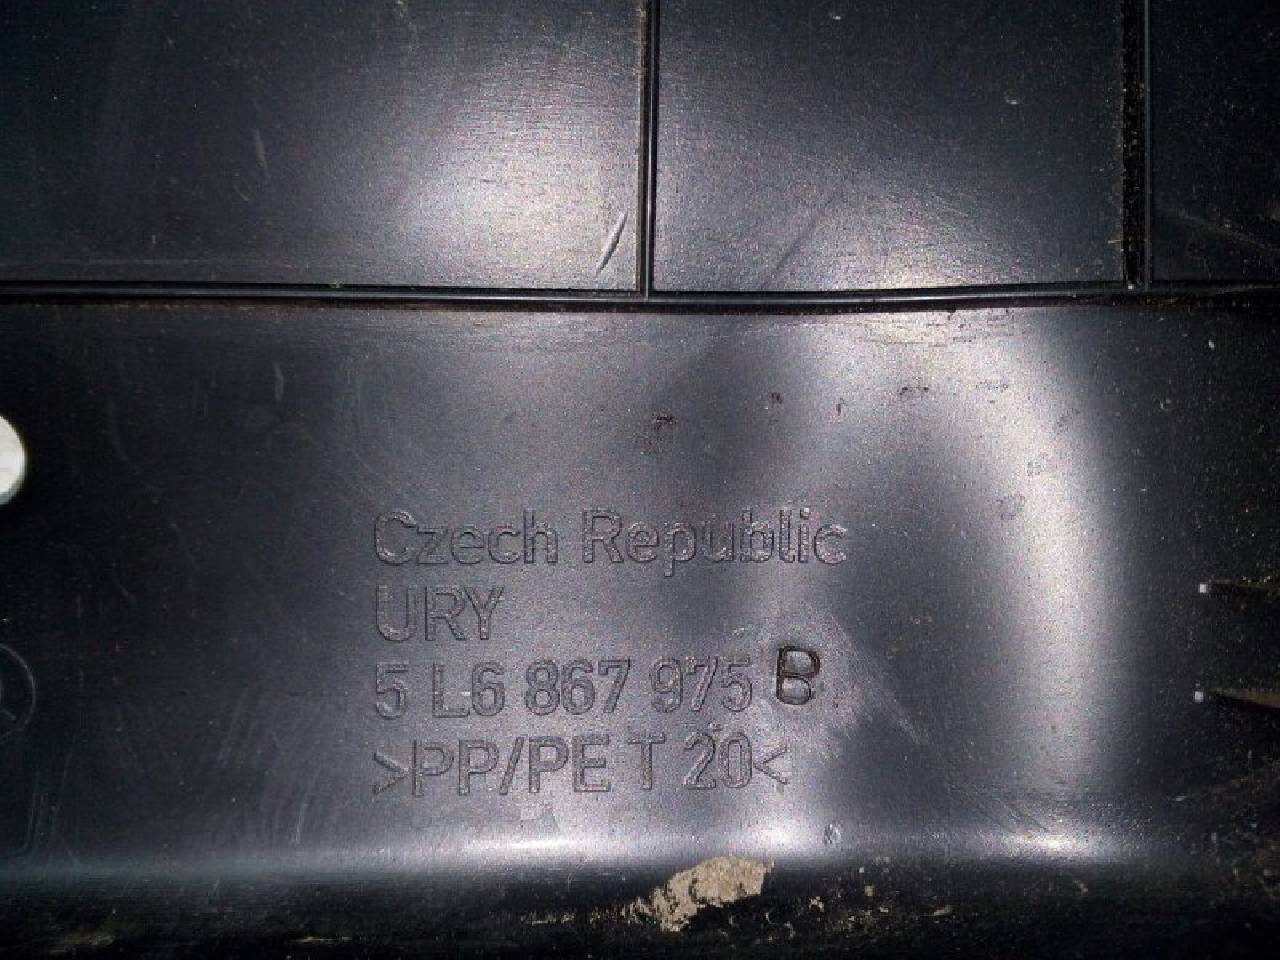 Czech Republic
URY
5 L6 867 975 B
>PP/PE T 20<